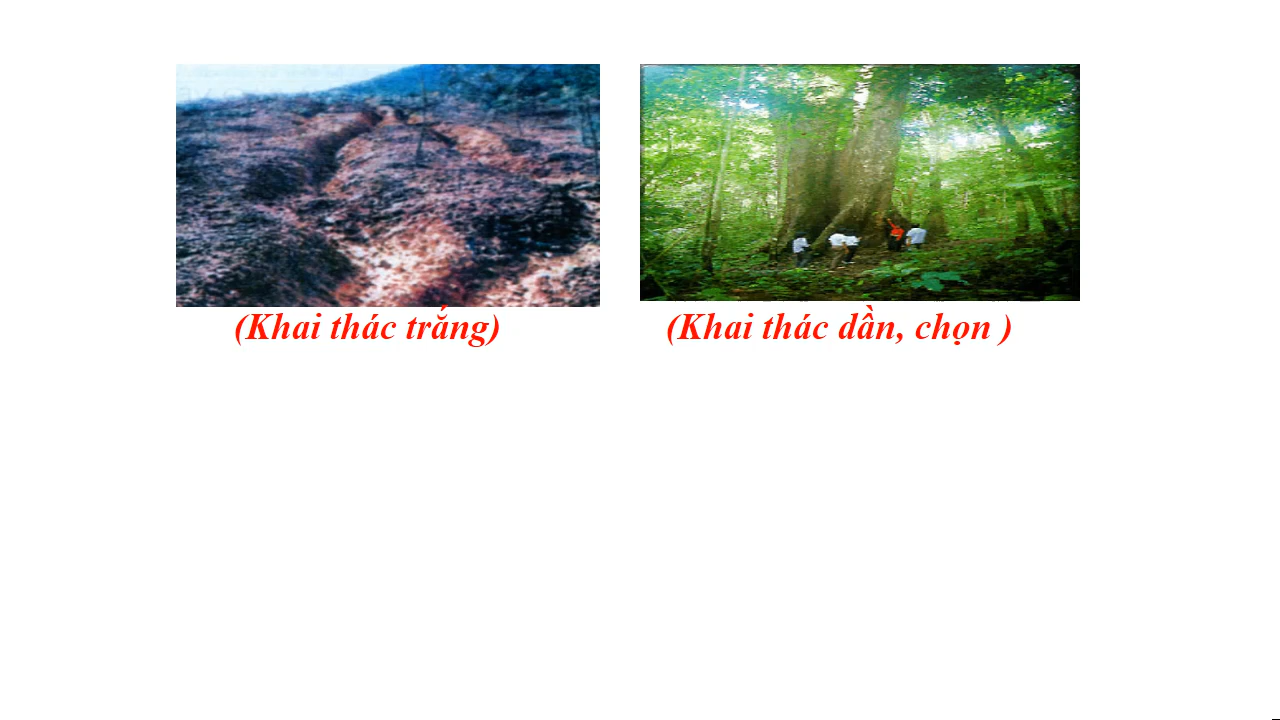 (Khai thác trắng)
(Khai thác dần, chọn )